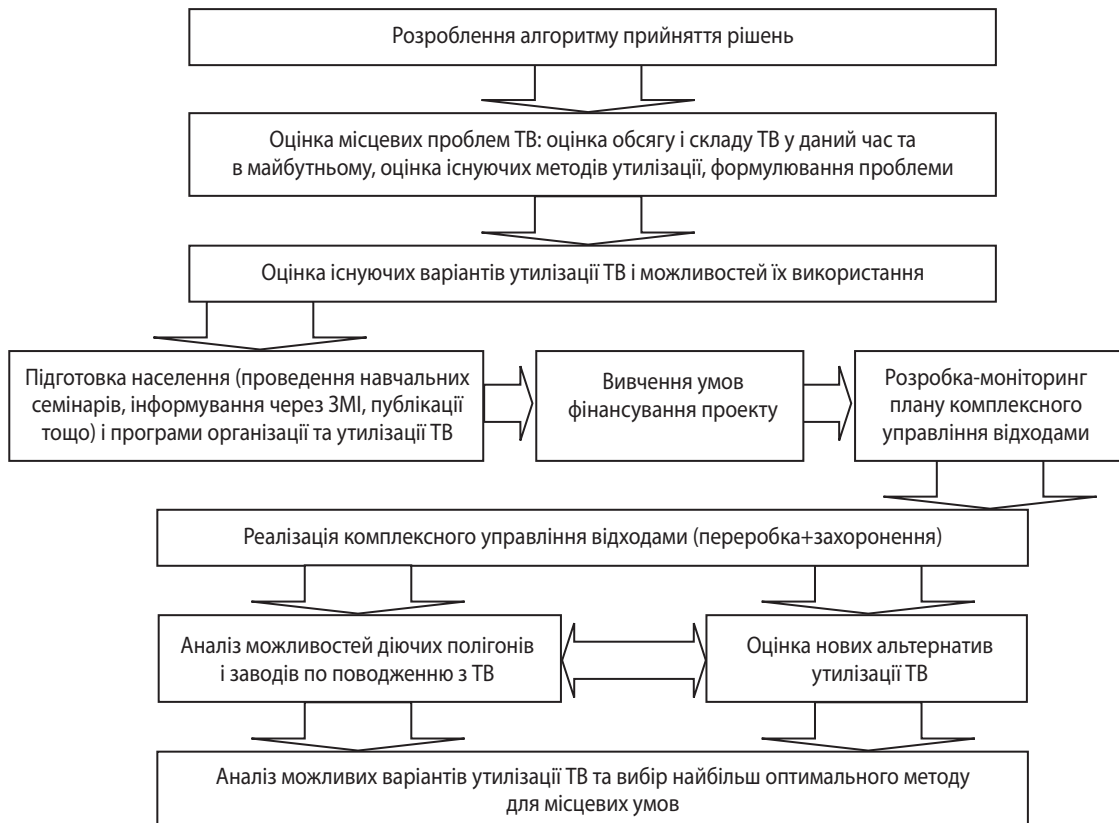 Розроблення алгоритму прийняття рішень
Оцінка місцевих проблем ТВ: оцінка обсягу і складу ТВ у даний час та
в майбутньому, оцінка існуючих методів утилізації, формулювання проблеми
Оцінка існуючих варіантів утилізації ТВ і можливостей їх використання
Підготовка населення (проведення навчальних
семінарів, інформування через ЗМІ, публікації
тощо) і програми організації та утилізації ТВ
Вивчення умов
фінансування проекту
Розробка-моніторинг
плану комплексного
управління відходами
Реалізація комплексного управління відходами (переробка+захоронення)
Аналіз можливостей діючих полігонів
і заводів по поводженню з ТВ
Оцінка нових альтернатив
утилізації ТВ
Аналіз можливих варіантів утилізації ТВ та вибір найбільш оптимального методу
для місцевих умов